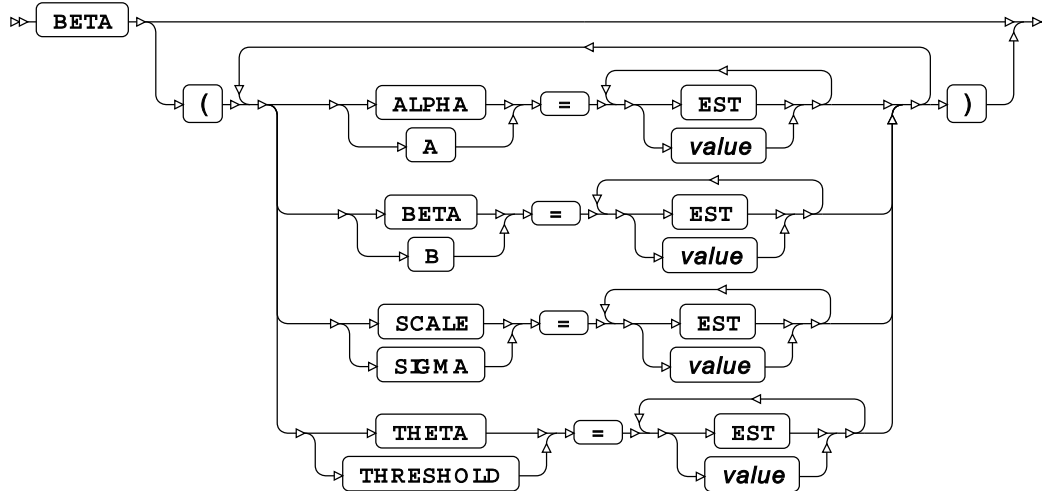 BETA
( ALPHA = EST )
A value
BETA = EST
B value
SCALE = EST
SIGMA value
THETA = EST
THRESHOLD value